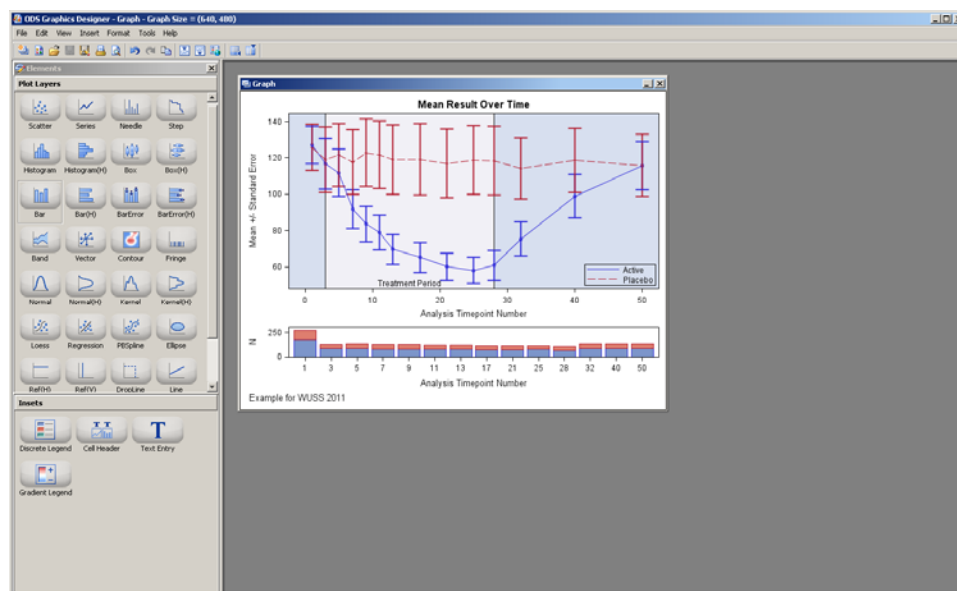 ODS Graphics Designer - Graph - Graph Size = (640, 480)
File Edit View Insert Format Tools Help
Elements
Plot Layers
Scatter Series Needle Step
Histogram Histogram(H) Box Box(H)
Bar Bar(H) BarError BarError(H)
Band Vector Contour Fringe
Normal Normal(H) Kernel Kernel(H)
Loess Regression PBSpline Ellipse
Ref(H) Ref(V) DropLine Line
Insets
Discrete Legend Cell Header Text Entry
Gradient Legend
Graph
Mean Result Over Time
Mean +/- Standard Error
140
120
100
80
60
Treatment Period
Active
Placebo
0 10 20 30 40 50
Analysis Timepoint Number
N
250
0
1 3 5 7 9 11 13 17 21 25 28 32 40 50
Analysis Timepoint Number
Example for WUSS 2011